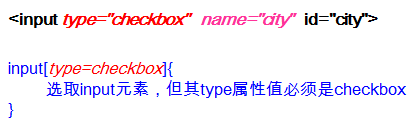 <input type="checkbox" name="city" id="city">
input[type=checkbox]{
选取input元素，但其type属性值必须是checkbox
}